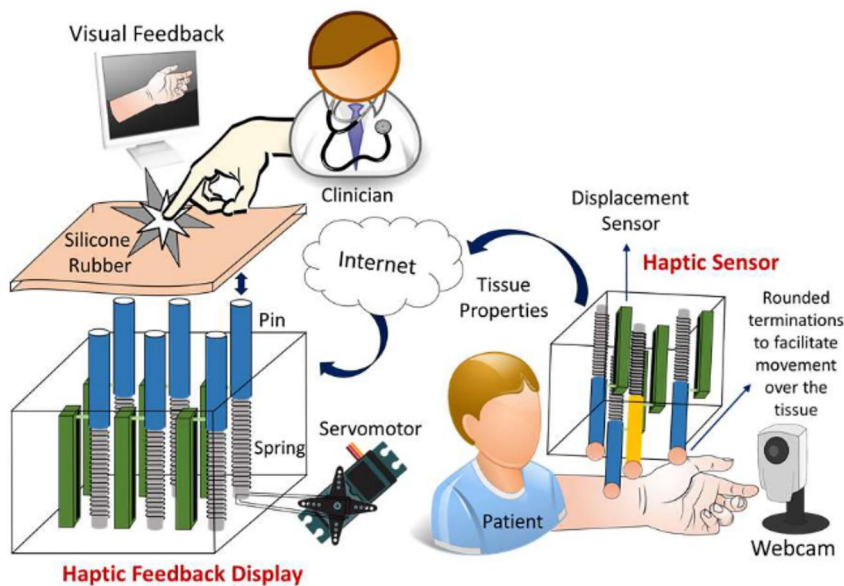 Visual Feedback
Clinician
Silicone
Rubber
Internet
Pin
Spring
Servomotor
Haptic Feedback Display
Displacement
Sensor
Haptic Sensor
Tissue
Properties
Rounded
terminations
to facilitate
movement
over the
tissue
Patient
Webcam